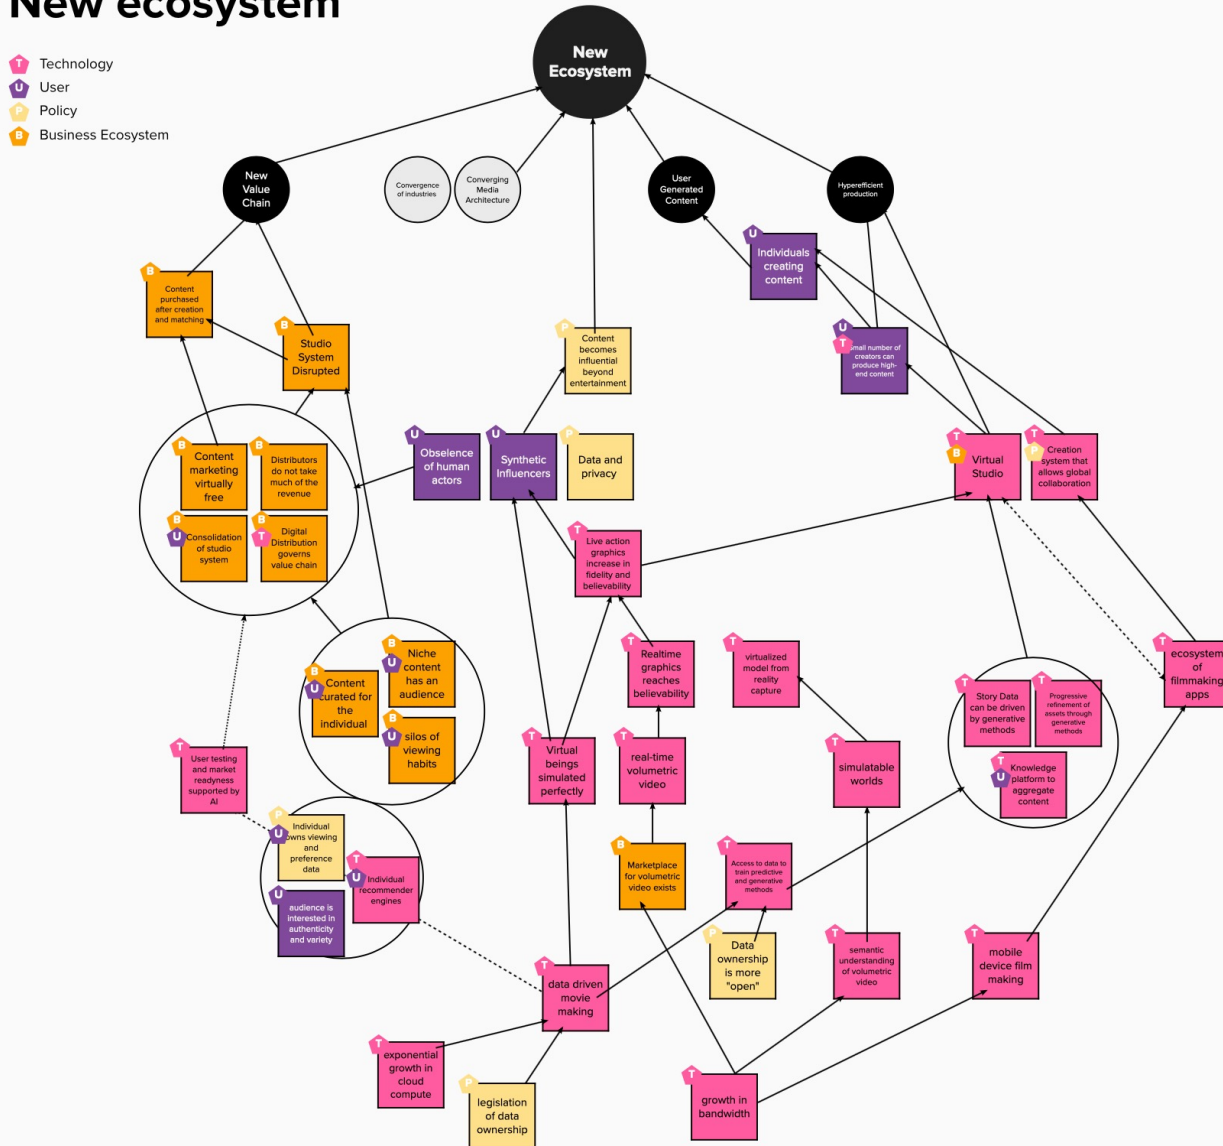 New ecosystem
T Technology
U User
P Policy
B Business Ecosystem
New
Ecosystem
New
Value
Chain
Convergence
of industries
Converging
Media
Architecture
User
Generated
Content
Hyperefficient
production
U
Individuals
creating
content
B
Content
purchased
after creation
and matching
B
Studio
System
Disrupted
P
Content
becomes
influential
beyond
entertainment
U
T
small number of
creators can
produce high-
end content
B
Content
marketing
virtually
free
B
Distributors
do not take
much of the
revenue
B
U
Consolidation
of studio
system
B
T
Digital
Distribution
governs
value chain
U
Obselence
of human
actors
U
Synthetic
Influencers
P
Data and
privacy
T
B
Virtual
Studio
T
P
Creation
system that
allows global
collaboration
T
Live action
graphics
increase in
fidelity and
believability
B
U
Niche
content
has an
audience
B
U
Content
curated for
the
individual
B
U
silos of
viewing
habits
T
Realtime
graphics
reaches
believability
T
virtualized
model from
reality
capture
T
ecosystem
of
filmmaking
apps
T
Story Data
can be driven
by generative
methods
T
Progressive
refinement of
assets through
generative
methods
T
U
Knowledge
platform to
aggregate
content
T
User testing
and market
readyness
supported by
AI
T
Virtual
beings
simulated
perfectly
T
real-time
volumetric
video
T
simulatable
worlds
P
U
Individual
owns viewing
and
preference
data
T
U
Individual
recommender
engines
U
audience is
interested in
authenticity
and variety
B
Marketplace
for volumetric
video exists
T
Access to data to
train predictive
and generative
methods
P
Data
ownership
is more
"open"
T
semantic
understanding
of volumetric
video
T
mobile
device film
making
T
data driven
movie
making
T
exponential
growth in
cloud
compute
P
legislation
of data
ownership
T
growth in
bandwidth